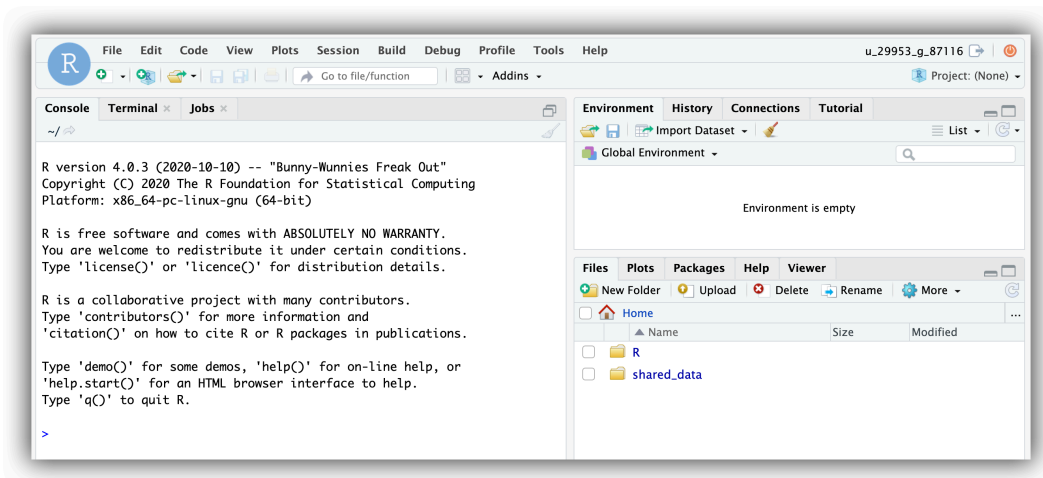 R
File Edit Code View Plots Session Build Debug Profile Tools Help
u_29953_g_87116
Go to file/function
Addins
Project: (None)
Console Terminal Jobs
~/
R version 4.0.3 (2020-10-10) -- "Bunny-Wunnies Freak Out"
Copyright (C) 2020 The R Foundation for Statistical Computing
Platform: x86_64-pc-linux-gnu (64-bit)
R is free software and comes with ABSOLUTELY NO WARRANTY.
You are welcome to redistribute it under certain conditions.
Type 'license()' or 'licence()' for distribution details.
R is a collaborative project with many contributors.
Type 'contributors()' for more information and
'citation()' on how to cite R or R packages in publications.
Type 'demo()' for some demos, 'help()' for on-line help, or
'help.start()' for an HTML browser interface to help.
Type 'q()' to quit R.
>
Environment History Connections Tutorial
Import Dataset
List
Global Environment
Environment is empty
Files Plots Packages Help Viewer
New Folder Upload Delete Rename More
Home
...
Name Size Modified
R
shared_data